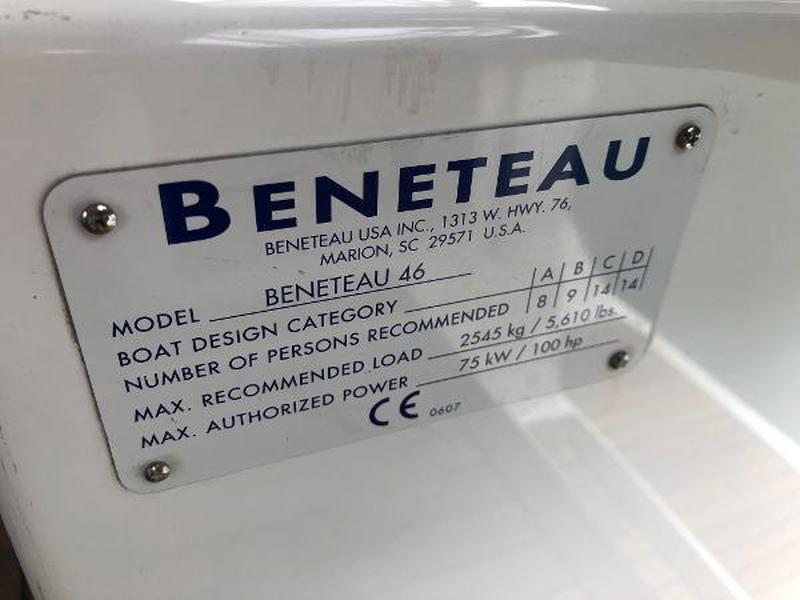 BENETEAU
BENETEAU USA INC., 1313 W. HWY. 76,
MARION, SC 29571 U.S.A.
MODEL BENETEAU 46
BOAT DESIGN CATEGORY A B C D
NUMBER OF PERSONS RECOMMENDED 8 9 14 14
MAX. RECOMMENDED LOAD 2545 kg / 5,610 lbs.
MAX. AUTHORIZED POWER 75 kW / 100 hp
CE 0607